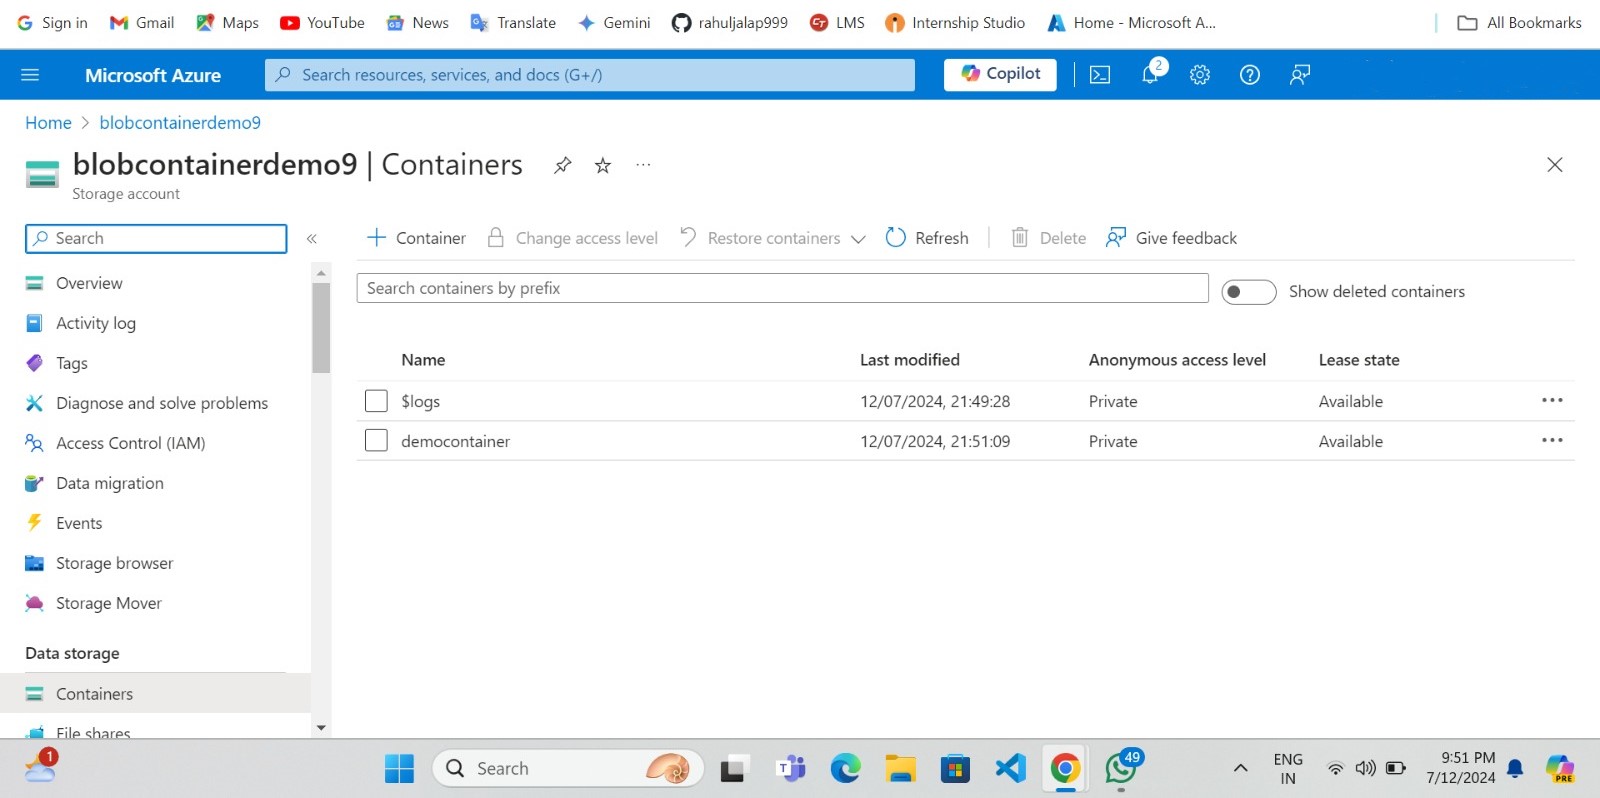 Sign in Gmail Maps YouTube News Translate Gemini rahuljalap999 LMS Internship Studio Home - Microsoft A... All Bookmarks
Microsoft Azure Search resources, services, and docs (G+/) Copilot 2
Home > blobcontainerdemo9
blobcontainerdemo9 | Containers ...
Storage account
Search «
+ Container Change access level Restore containers Refresh Delete Give feedback
Search containers by prefix Show deleted containers
Overview
Activity log
Tags
Diagnose and solve problems
Access Control (IAM)
Data migration
Events
Storage browser
Storage Mover
Data storage
Containers
File shares
Name Last modified Anonymous access level Lease state
$logs 12/07/2024, 21:49:28 Private Available ...
democontainer 12/07/2024, 21:51:09 Private Available ...
1 Search T PRE 49 ENG 9:51 PM
IN 7/12/2024